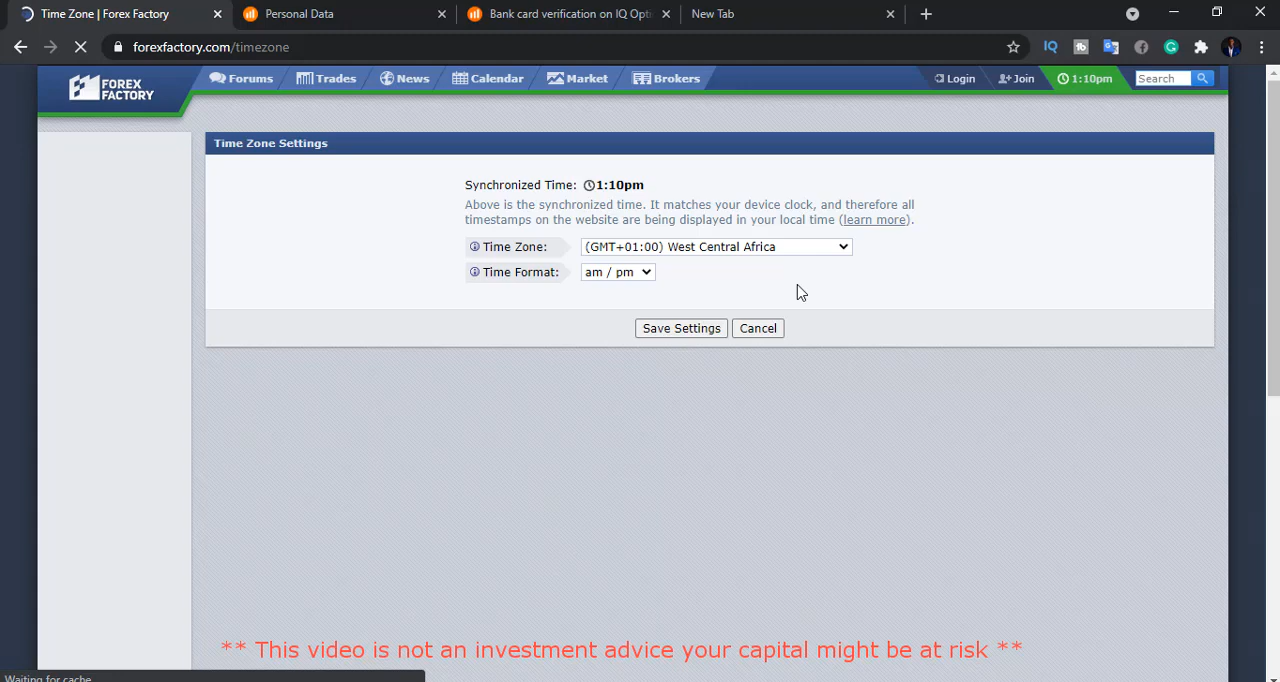 Time Zone | Forex Factory
Personal Data
Bank card verification on IQ Opti
New Tab
forexfactory.com/timezone
IQ
FOREX
FACTORY
Forums
Trades
News
Calendar
Market
Brokers
Login
Join
1:10pm
Search
Time Zone Settings
Synchronized Time: 1:10pm
Above is the synchronized time. It matches your device clock, and therefore all
timestamps on the website are being displayed in your local time (learn more).
Time Zone: (GMT+01:00) West Central Africa
Time Format: am / pm
Save Settings Cancel
** This video is not an investment advice your capital might be at risk **
Waiting for cache